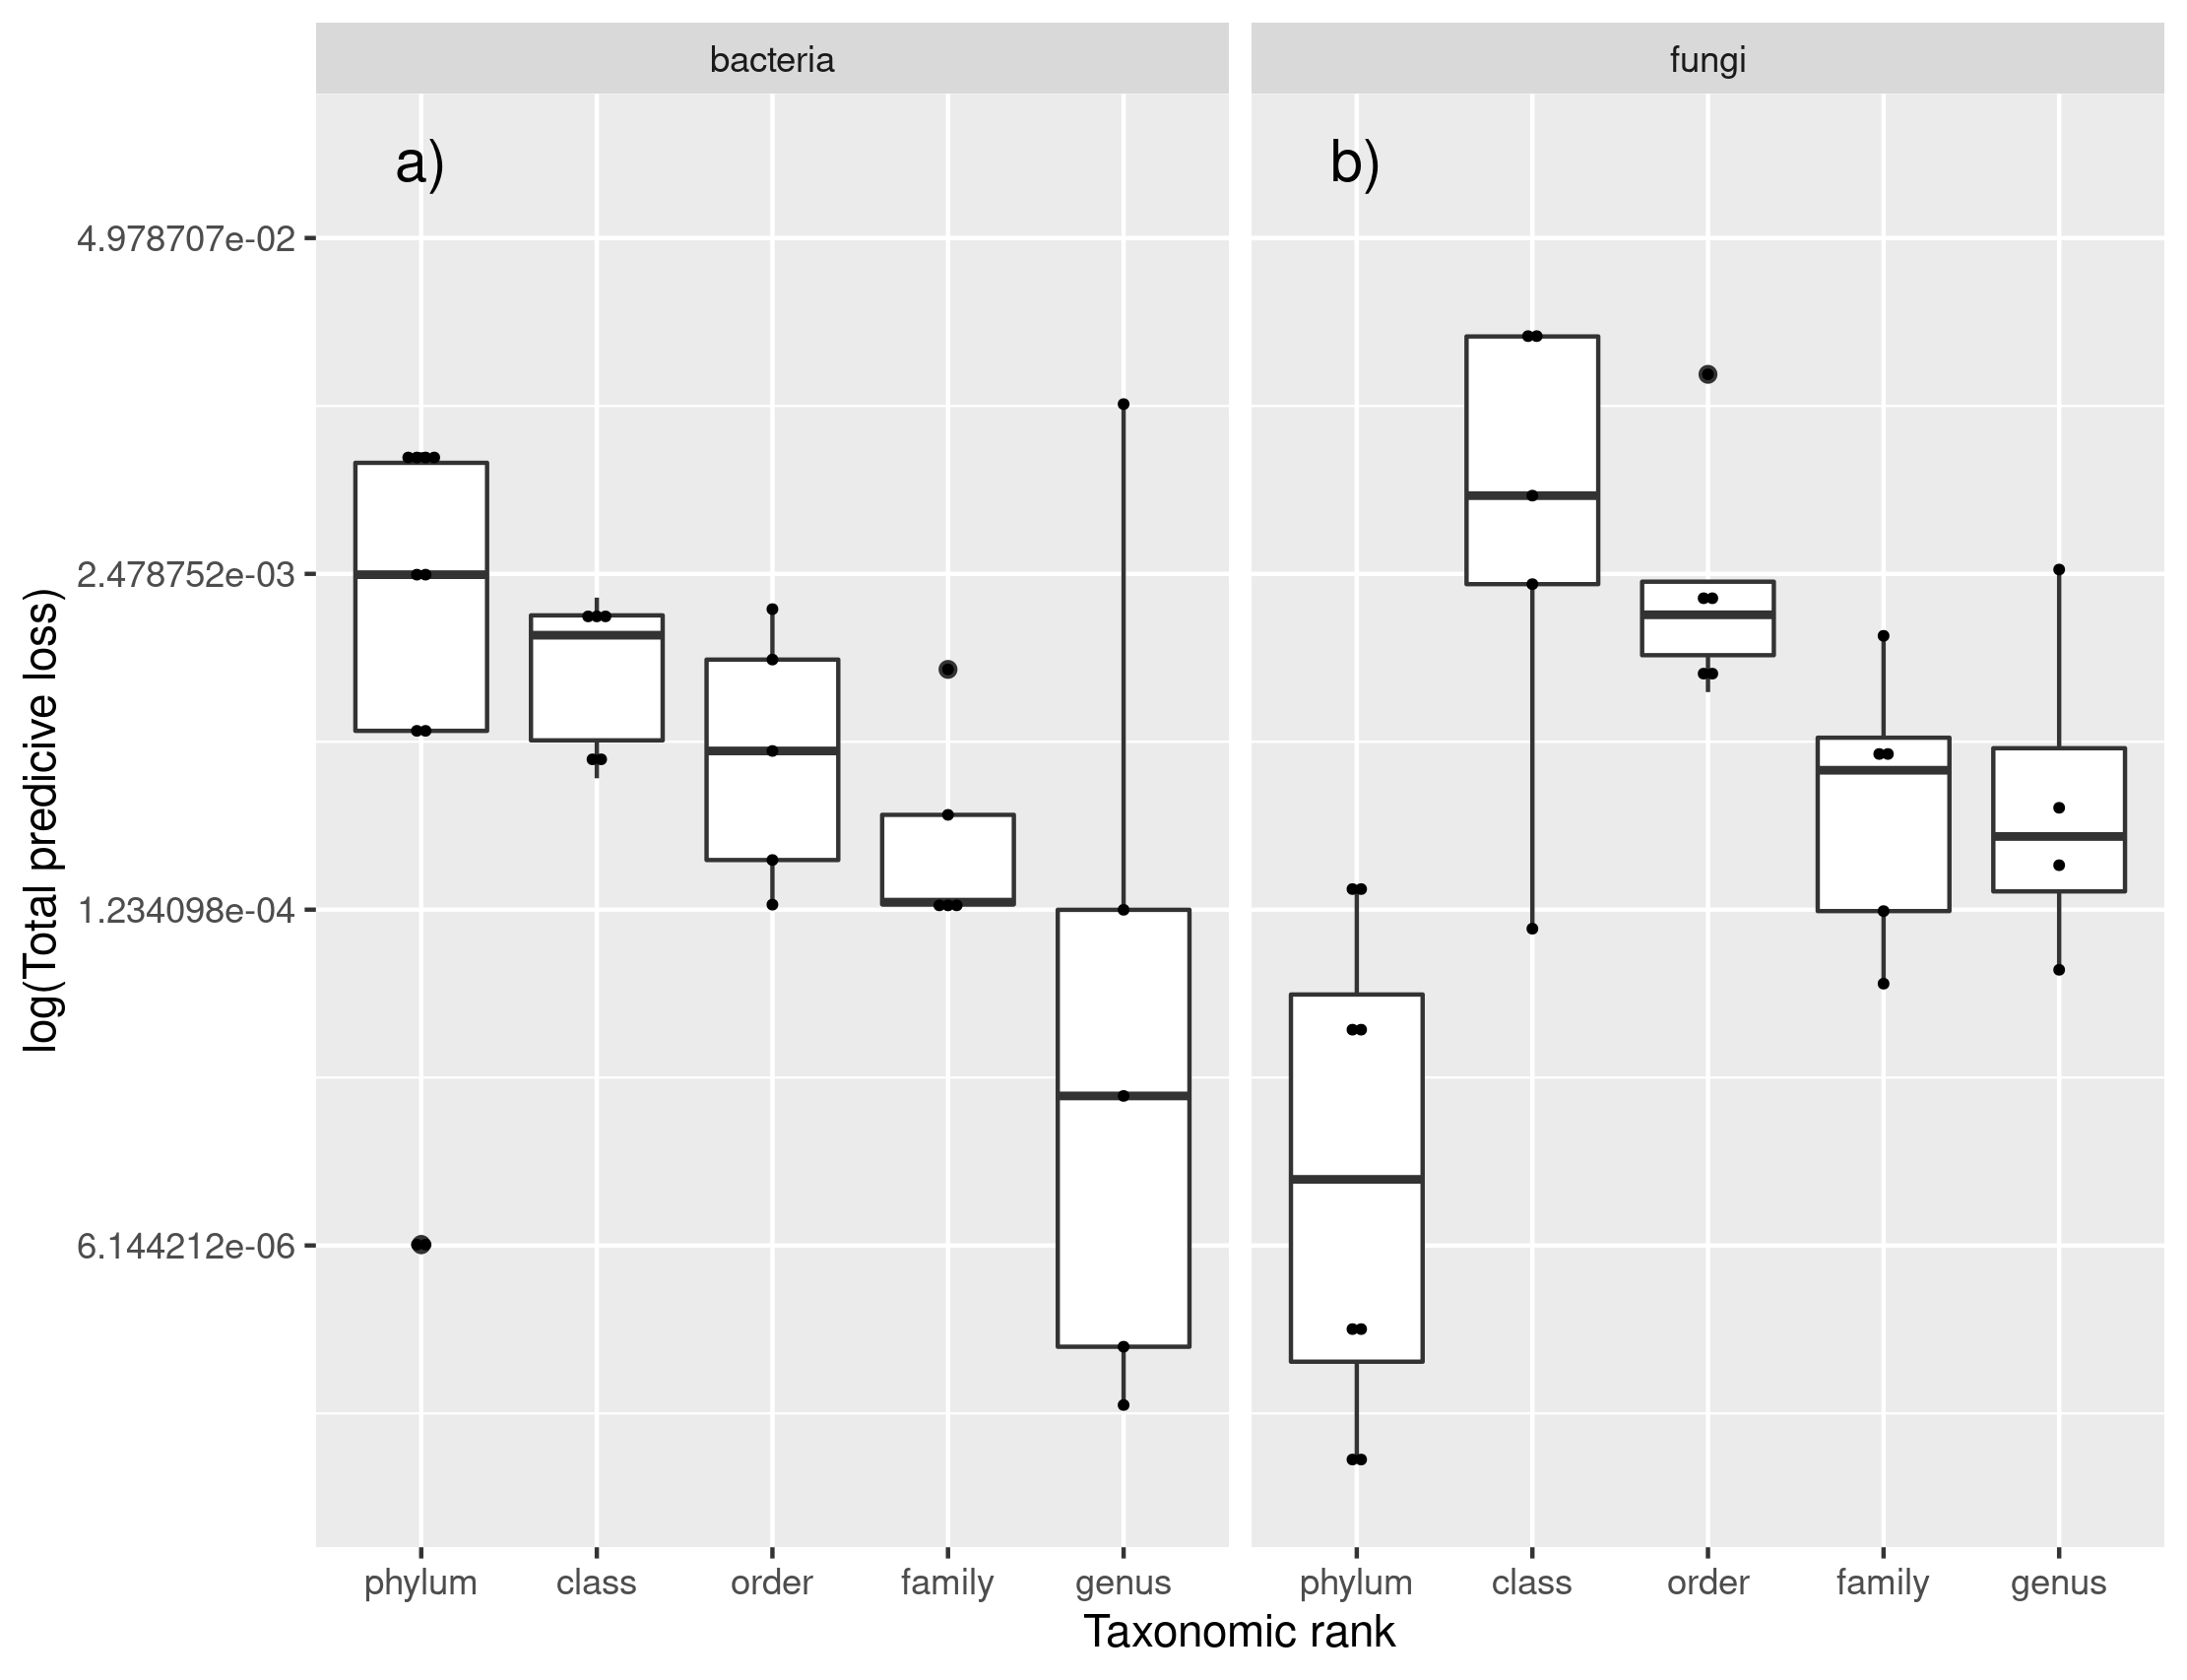 bacteria
fungi
a)
b)
log(Total predicive loss)
4.978707e-02
2.478752e-03
1.234098e-04
6.144212e-06
phylum class order family genus
phylum class order family genus
Taxonomic rank